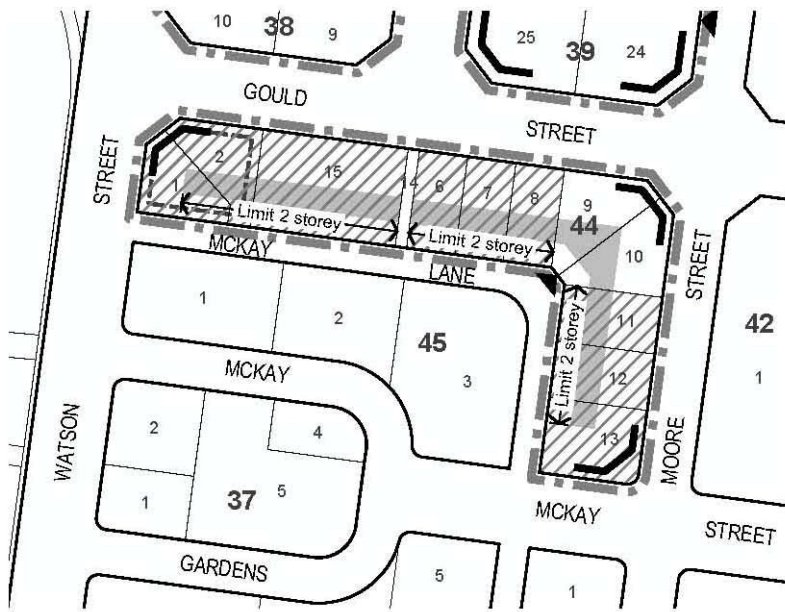 10
38
9
25
39
24
GOULD
STREET
STREET
1
2
15
14
6
7
8
9
44
10
Limit 2 storey
Limit 2 storey
MCKAY
LANE
STREET
1
2
45
3
Limit 2 storey
11
12
13
42
1
MCKAY
WATSON
2
4
1
37
5
MOORE
MCKAY
STREET
GARDENS
5
1